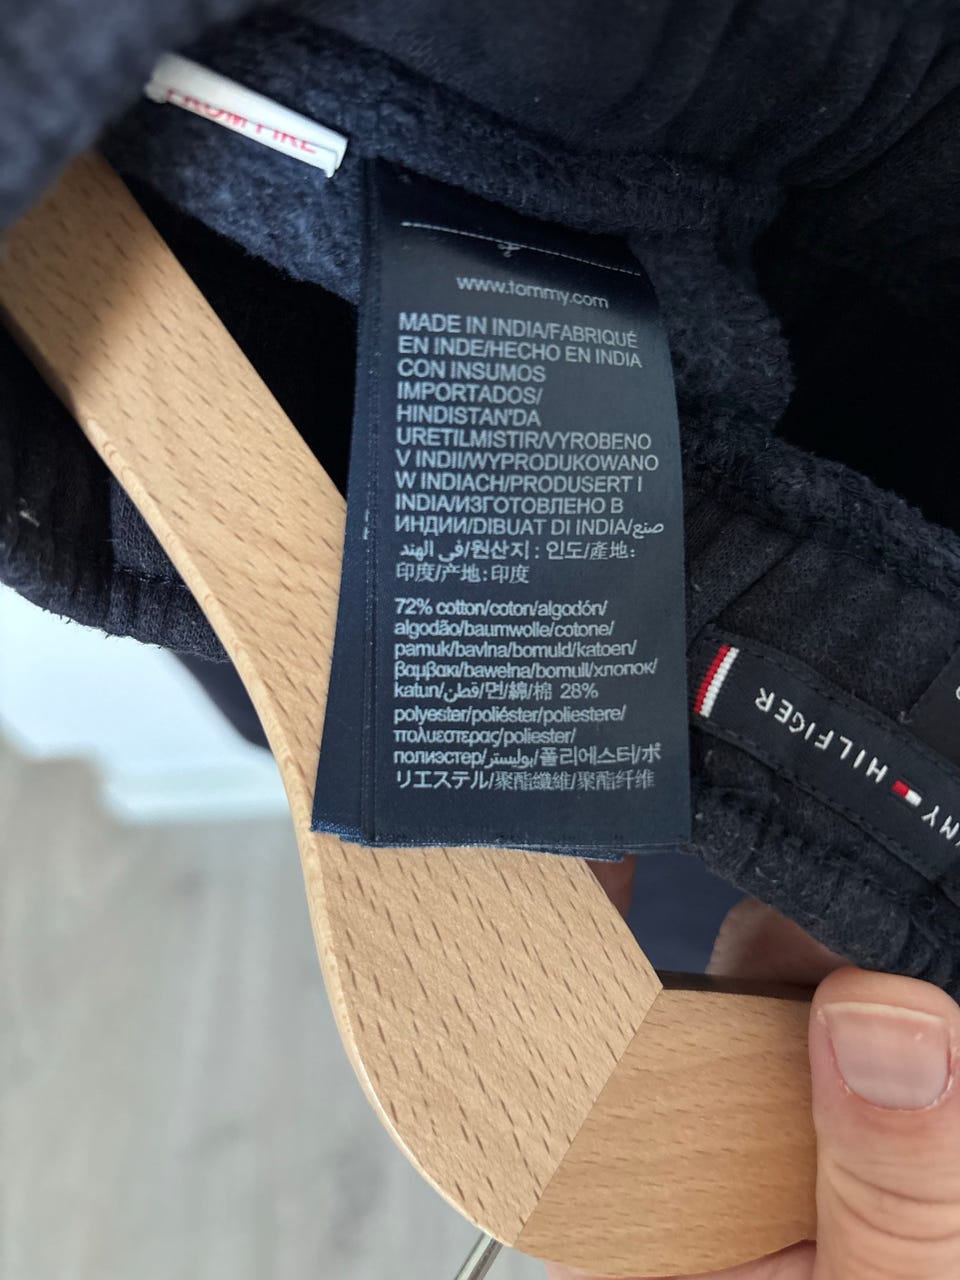 FROM FIRE
www.tommy.com
MADE IN INDIA/FABRIQUÉ
EN INDE/HECHO EN INDIA
CON INSUMOS
IMPORTADOS/
HINDISTAN'DA
URETILMISTIR/VYROBENO
V INDII/WYPRODUKOWANO
W INDIACH/PRODUSERT I
INDIA/ИЗГОТОВЛЕНО В
ИНДИИ/DIBUAT DI INDIA/صنع
في الهند/원산지 : 인도/產地:
印度/产地:印度
72% cotton/coton/algodón/
algodão/baumwolle/cotone/
pamuk/bavlna/bomuld/katoen/
βαμβακι/bawełna/bomull/хлопок/
katun/قطن/면/綿/棉 28%
polyester/poliéster/poliestere/
πολυεστερας/poliester/
полиэстер/بوليستر/폴리에스터/ポ
リエステル/聚酯纖維/聚酯纤维
HILFIGER